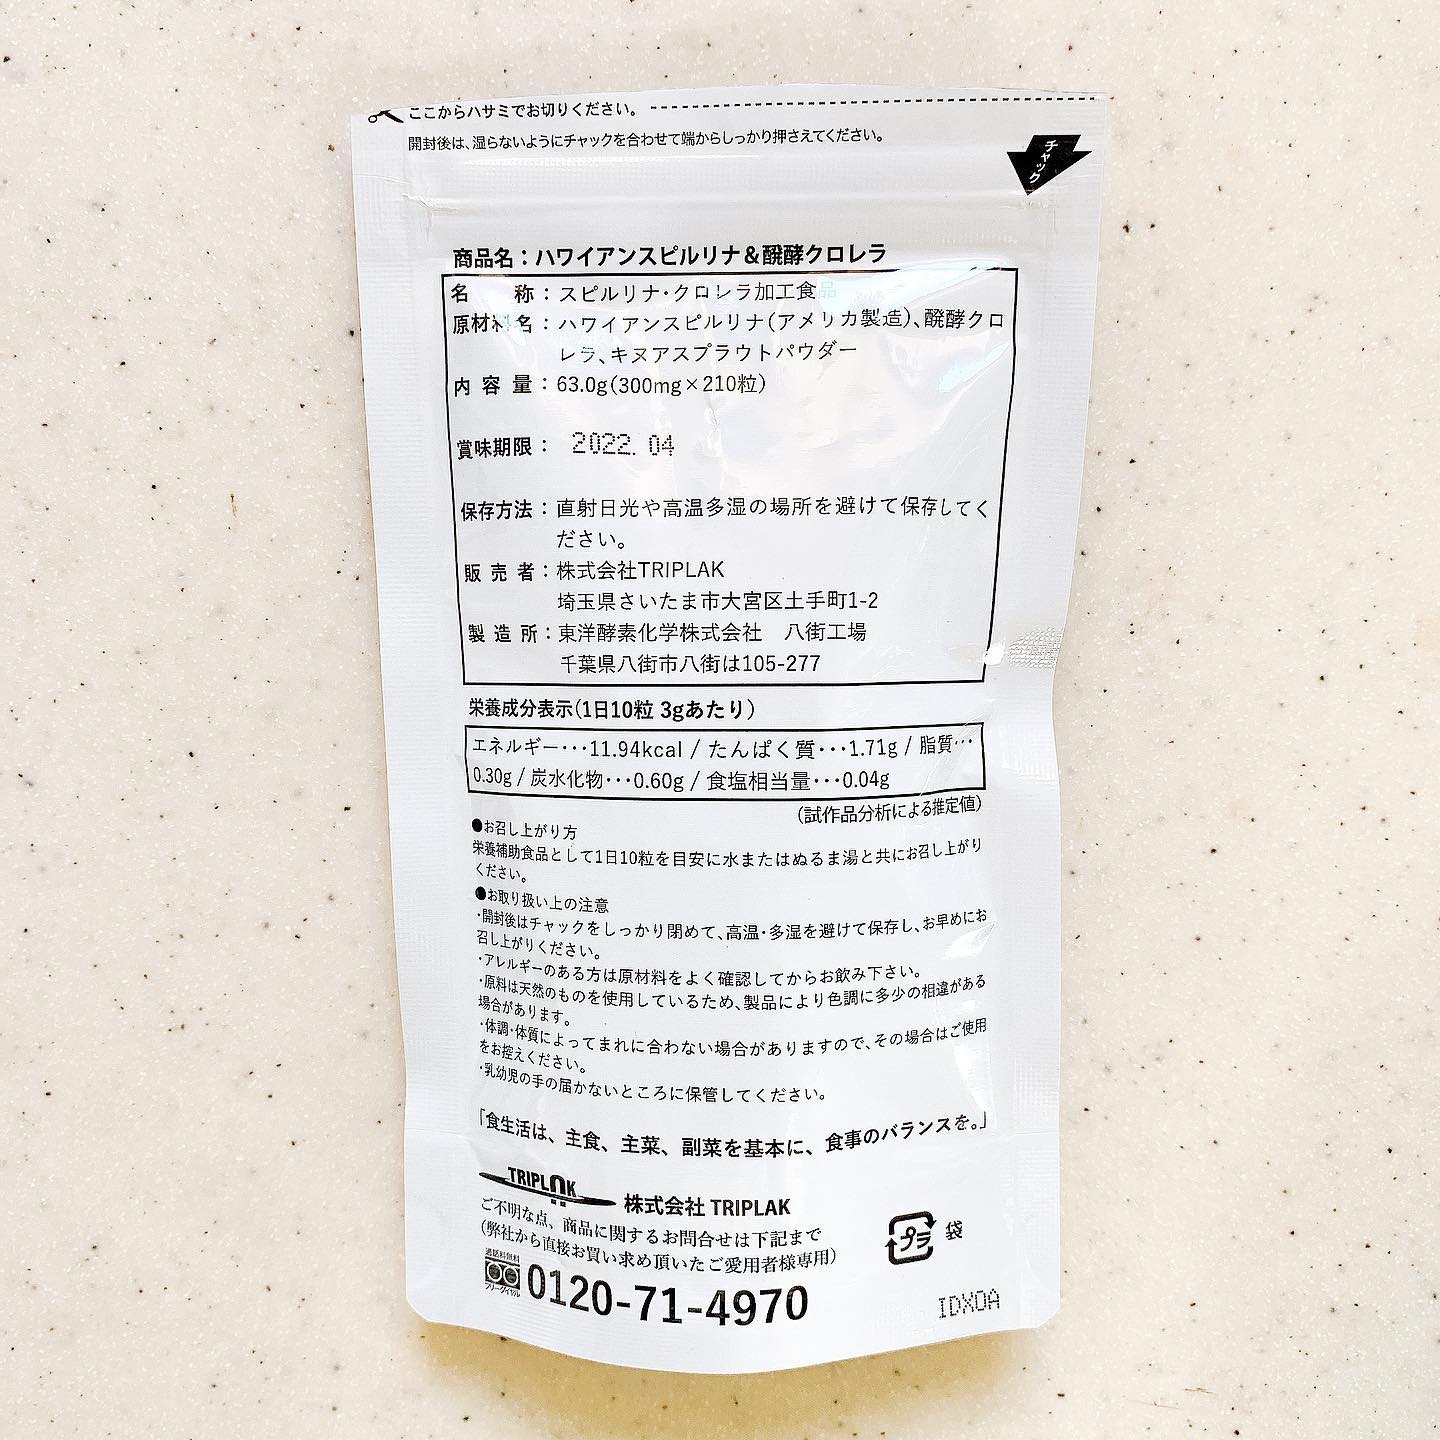 ここからハサミでお切りください。
開封後は、湿らないようにチャックを合わせて端からしっかり押さえてください。
チャック
商品名：ハワイアンスピルリナ＆醗酵クロレラ
名　称：スピルリナ・クロレラ加工食品
原材料名：ハワイアンスピルリナ(アメリカ製造)、醗酵クロ
レラ、キヌアスプラウトパウダー
内容量：63.0g(300mg×210粒)
賞味期限：2022.04
保存方法：直射日光や高温多湿の場所を避けて保存してく
ださい。
販売者：株式会社TRIPLAK
埼玉県さいたま市大宮区土手町1-2
製造所：東洋酵素化学株式会社　八街工場
千葉県八街市八街は105-277
栄養成分表示(1日10粒 3gあたり)
エネルギー･･･11.94kcal / たんぱく質･･･1.71g / 脂質･･･
0.30g / 炭水化物･･･0.60g / 食塩相当量･･･0.04g
(試作品分析による推定値)
●お召し上がり方
栄養補助食品として1日10粒を目安に水またはぬるま湯と共にお召し上がり
ください。
●お取り扱い上の注意
・開封後はチャックをしっかり閉めて、高温・多湿を避けて保存し、お早めにお
召し上がりください。
・アレルギーのある方は原材料をよく確認してからお飲み下さい。
・原料は天然のものを使用しているため、製品により色調に多少の相違がある
場合があります。
・体調・体質によってまれに合わない場合がありますので、その場合はご使用
をお控えください。
・乳幼児の手の届かないところに保管してください。
「食生活は、主食、主菜、副菜を基本に、食事のバランスを。」
TRIPLAK 株式会社 TRIPLAK
ご不明な点、商品に関するお問合せは下記まで
(弊社から直接お買い求め頂いたご愛用者様専用)
通話料無料
フリーダイヤル
0120-71-4970
プラ 袋
IDXOA